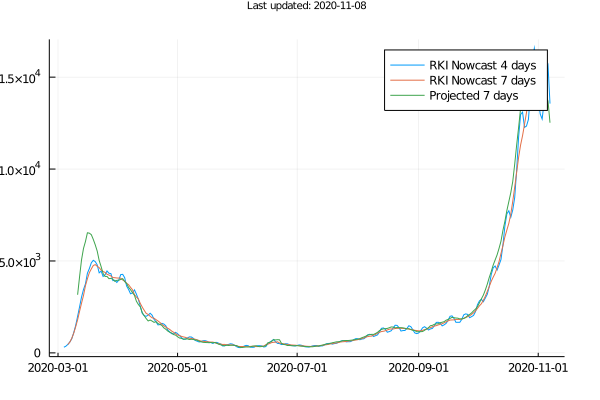 Last updated: 2020-11-08
RKI Nowcast 4 days
RKI Nowcast 7 days
Projected 7 days
1.5×10⁴
1.0×10⁴
5.0×10³
0
2020-03-01 2020-05-01 2020-07-01 2020-09-01 2020-11-01